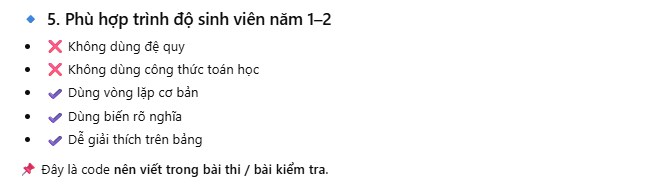 🔹 5. Phù hợp trình độ sinh viên năm 1–2
• ❌ Không dùng đệ quy
• ❌ Không dùng công thức toán học
• ✔ Dùng vòng lặp cơ bản
• ✔ Dùng biến rõ nghĩa
• ✔ Dễ giải thích trên bảng
📌 Đây là code nên viết trong bài thi / bài kiểm tra.